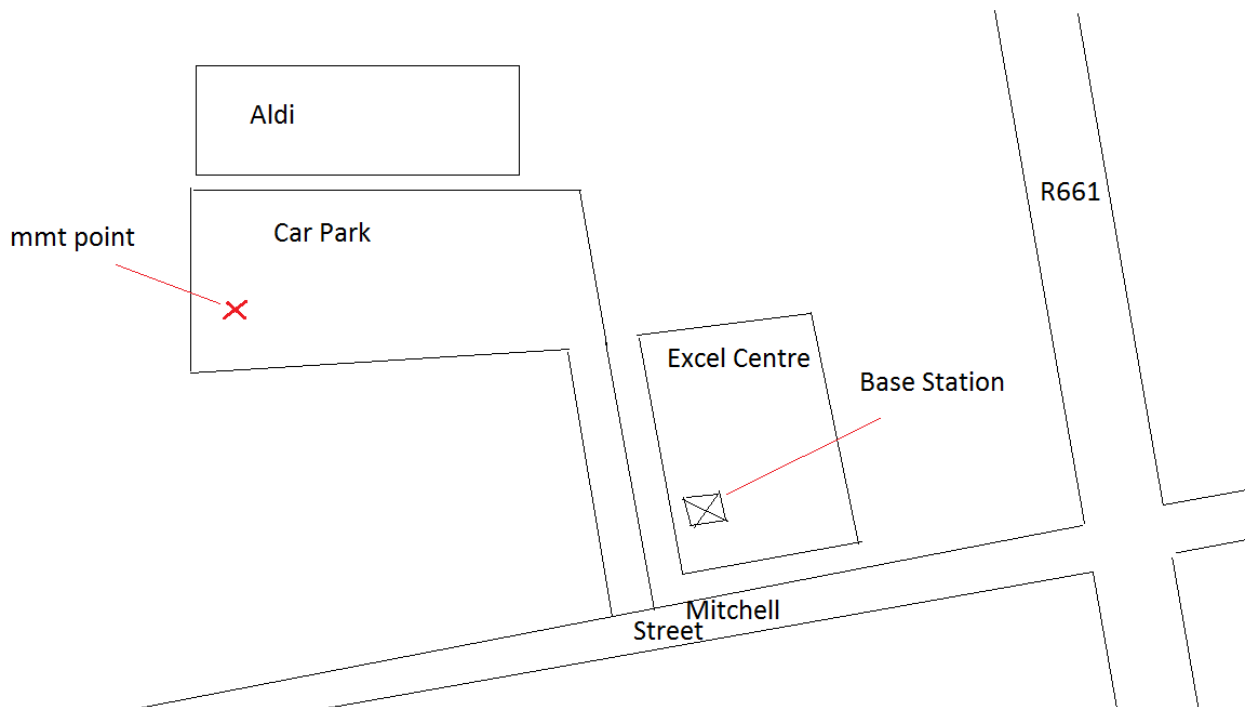 Aldi
R661
Car Park
mmt point
Excel Centre
Base Station
Mitchell
Street